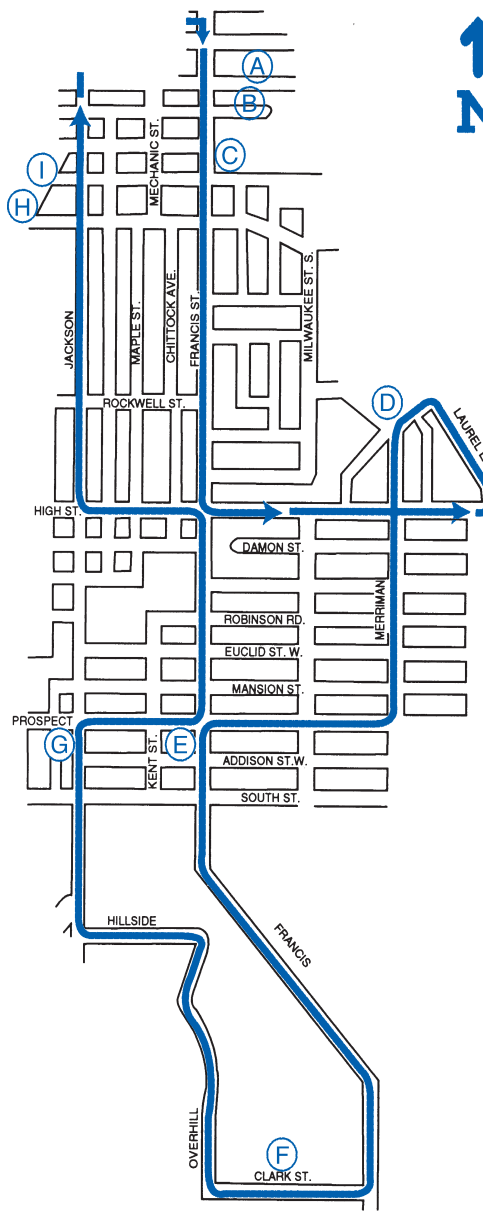 A
N
B
MECHANIC ST.
C
I
H
JACKSON
MAPLE ST.
CHITTOCK AVE.
FRANCIS ST.
MILWAUKEE ST. S.
D
ROCKWELL ST.
LAUREL
HIGH ST.
DAMON ST.
MERRIMAN
ROBINSON RD.
EUCLID ST. W.
MANSION ST.
PROSPECT
G
KENT ST.
E
ADDISON ST.W.
SOUTH ST.
HILLSIDE
FRANCIS
OVERHILL
F
CLARK ST.